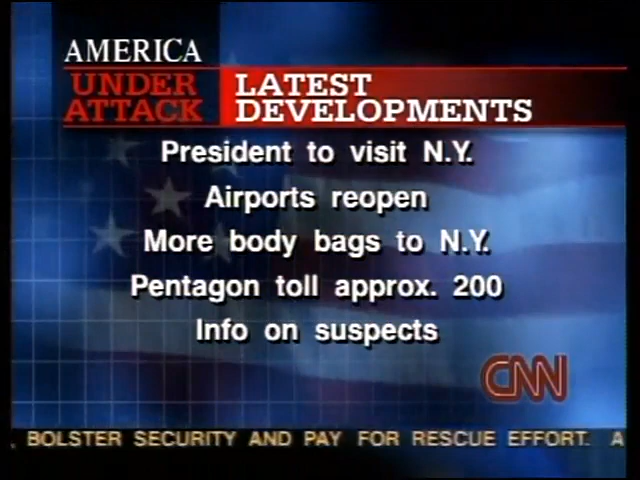 AMERICA
UNDER
ATTACK
LATEST
DEVELOPMENTS
President to visit N.Y.
Airports reopen
More body bags to N.Y.
Pentagon toll approx. 200
Info on suspects
CNN
. BOLSTER SECURITY AND PAY FOR RESCUE EFFORT. A